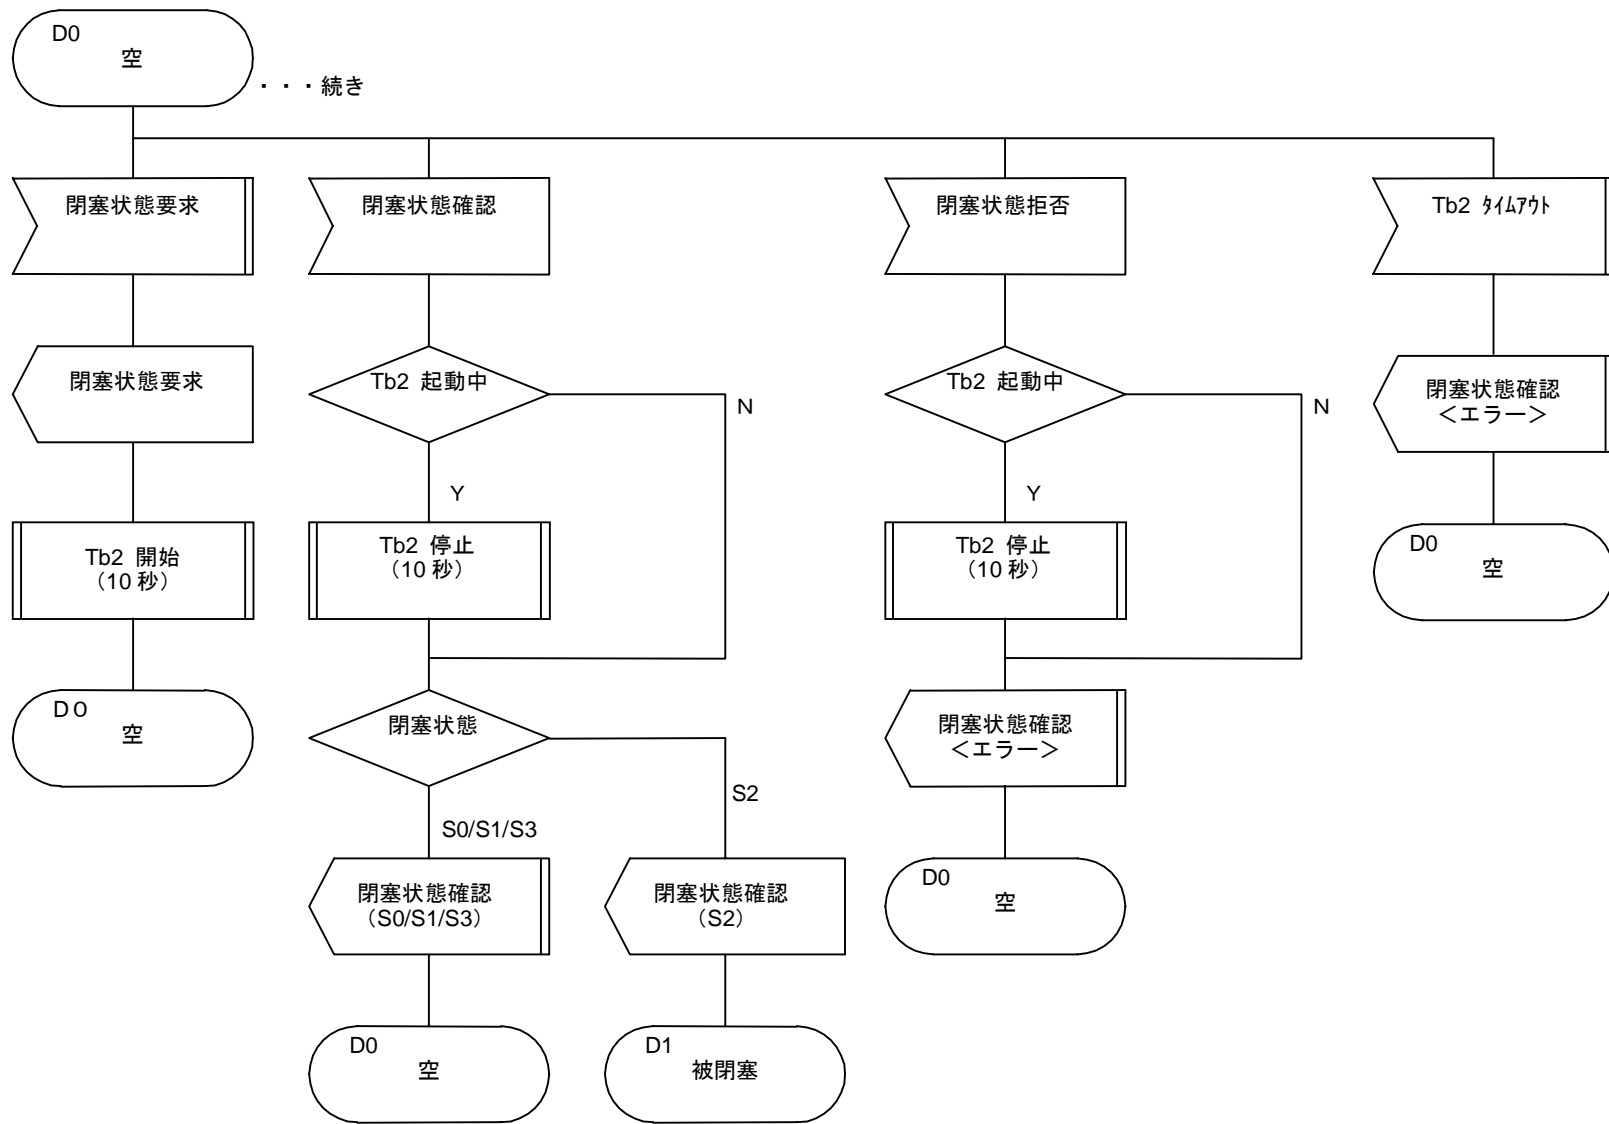 D0
空
・・・続き
閉塞状態要求
閉塞状態確認
閉塞状態拒否
Tb2 ﾀｲﾑｱｳﾄ
閉塞状態要求
Tb2 起動中
N
Tb2 起動中
N
閉塞状態確認
＜エラー＞
Y
Y
Tb2 開始
（10 秒）
Tb2 停止
（10 秒）
Tb2 停止
（10 秒）
D0
空
D０
空
閉塞状態
S2
S0/S1/S3
閉塞状態確認
＜エラー＞
閉塞状態確認
（S0/S1/S3）
閉塞状態確認
（S2）
D0
空
D0
空
D1
被閉塞